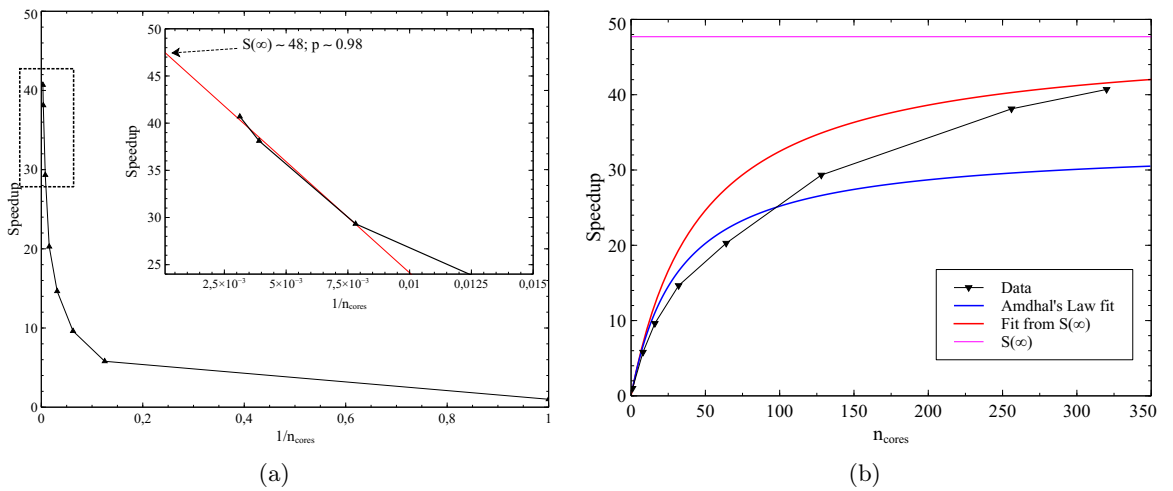 50
40
30
20
10
0
Speedup
0
0,2
0,4
0,6
0,8
1
1/n_cores
50
45
40
35
30
25
Speedup
S(∞) ~ 48; p ~ 0.98
2,5×10⁻³
5×10⁻³
7,5×10⁻³
0,01
0,0125
0,015
1/n_cores
(a)
50
40
30
20
10
0
Speedup
0
50
100
150
200
250
300
350
n_cores
Data
Amdhal's Law fit
Fit from S(∞)
S(∞)
(b)